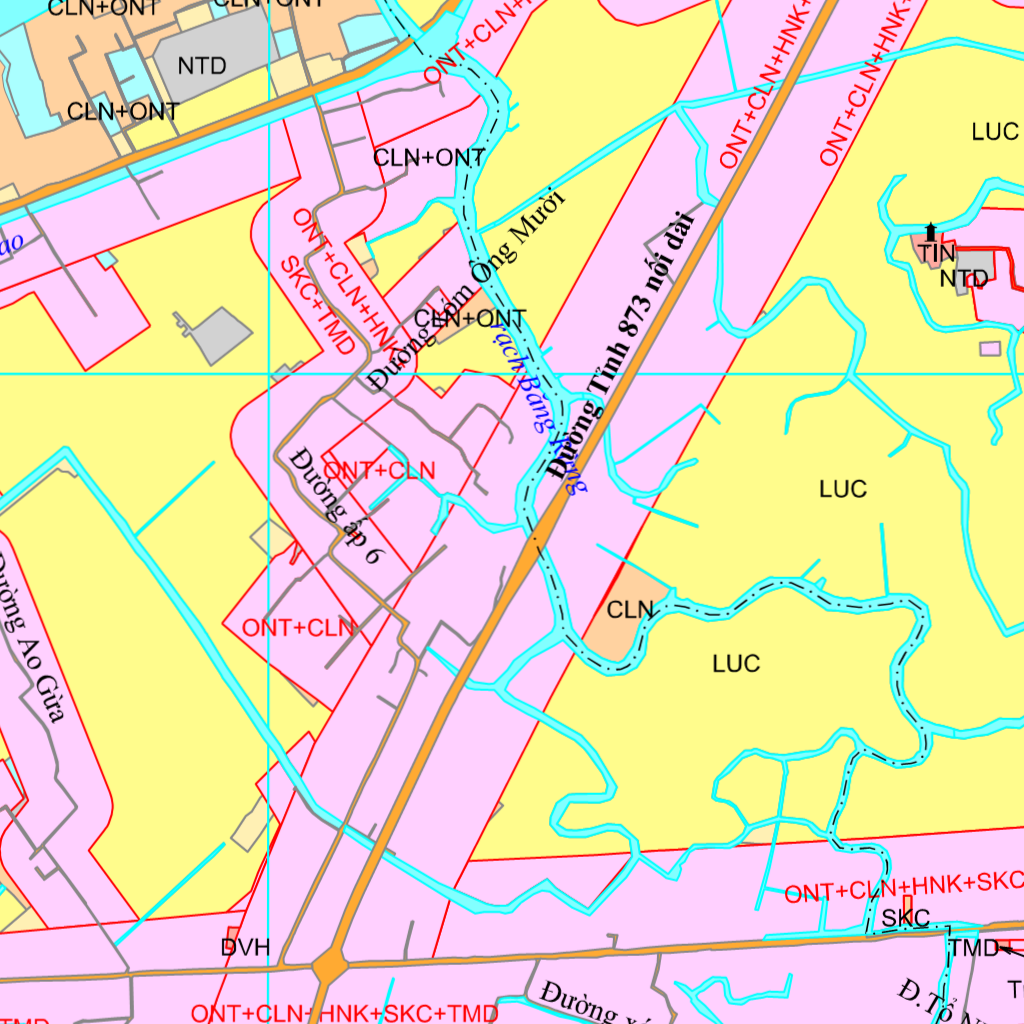 CLN+ONT
NTD
CLN+ONT
ONT+CLN+HNK+
ONT+CLN+HNK+
LUC
CLN+ONT
ONT+CLN+HNK
SKC+TMD
Đường Xóm Ông Mười
Đường Tỉnh 873 nối dài
TIN
NTD
CLN+ONT
ONT+CLN
Đường ấp 6
LUC
CLN
ONT+CLN
LUC
Đường Ao Gừa
ONT+CLN+HNK+SKC
SKC
DVH
TMD
ONT+CLN+HNK+SKC+TMD
TMD
Đường